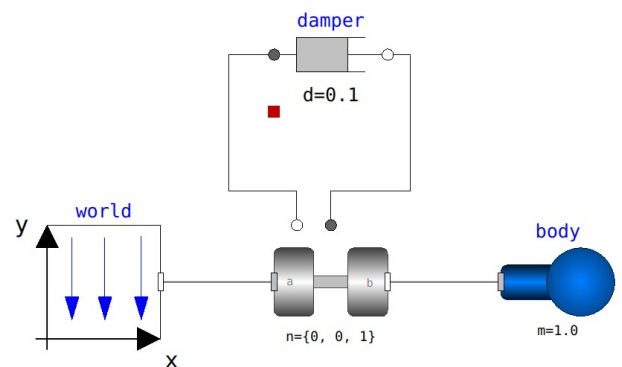 damper
d=0.1
world
y
x
a
b
n={0, 0, 1}
body
m=1.0